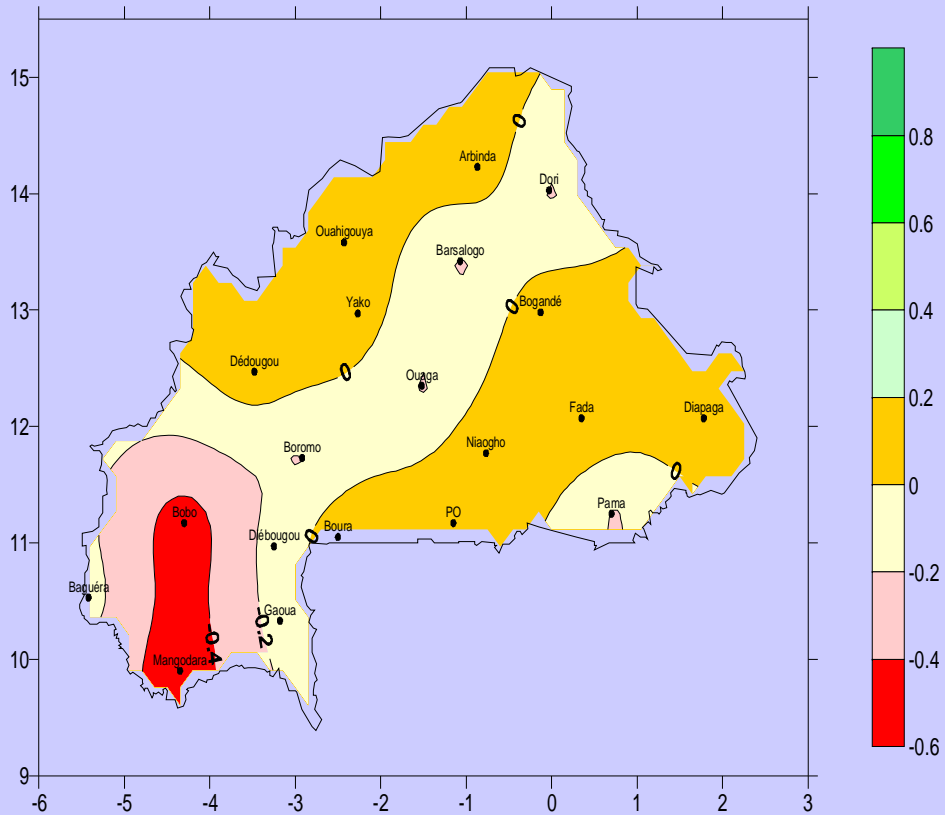 15
14
13
12
11
10
9
-6 -5 -4 -3 -2 -1 0 1 2 3
0
Arbinda
Dori
Ouahigouya
Barsalogo
Yako
0
Bogandé
Dédougou
0
Ouaga
Fada
Diapaga
Niaogho
Boromo
0
Pama
Bobo
PO
Boura
0
Débougou
Baguéra
Gaoua
-0.2
-0.4
Mangodara
0.8
0.6
0.4
0.2
0
-0.2
-0.4
-0.6